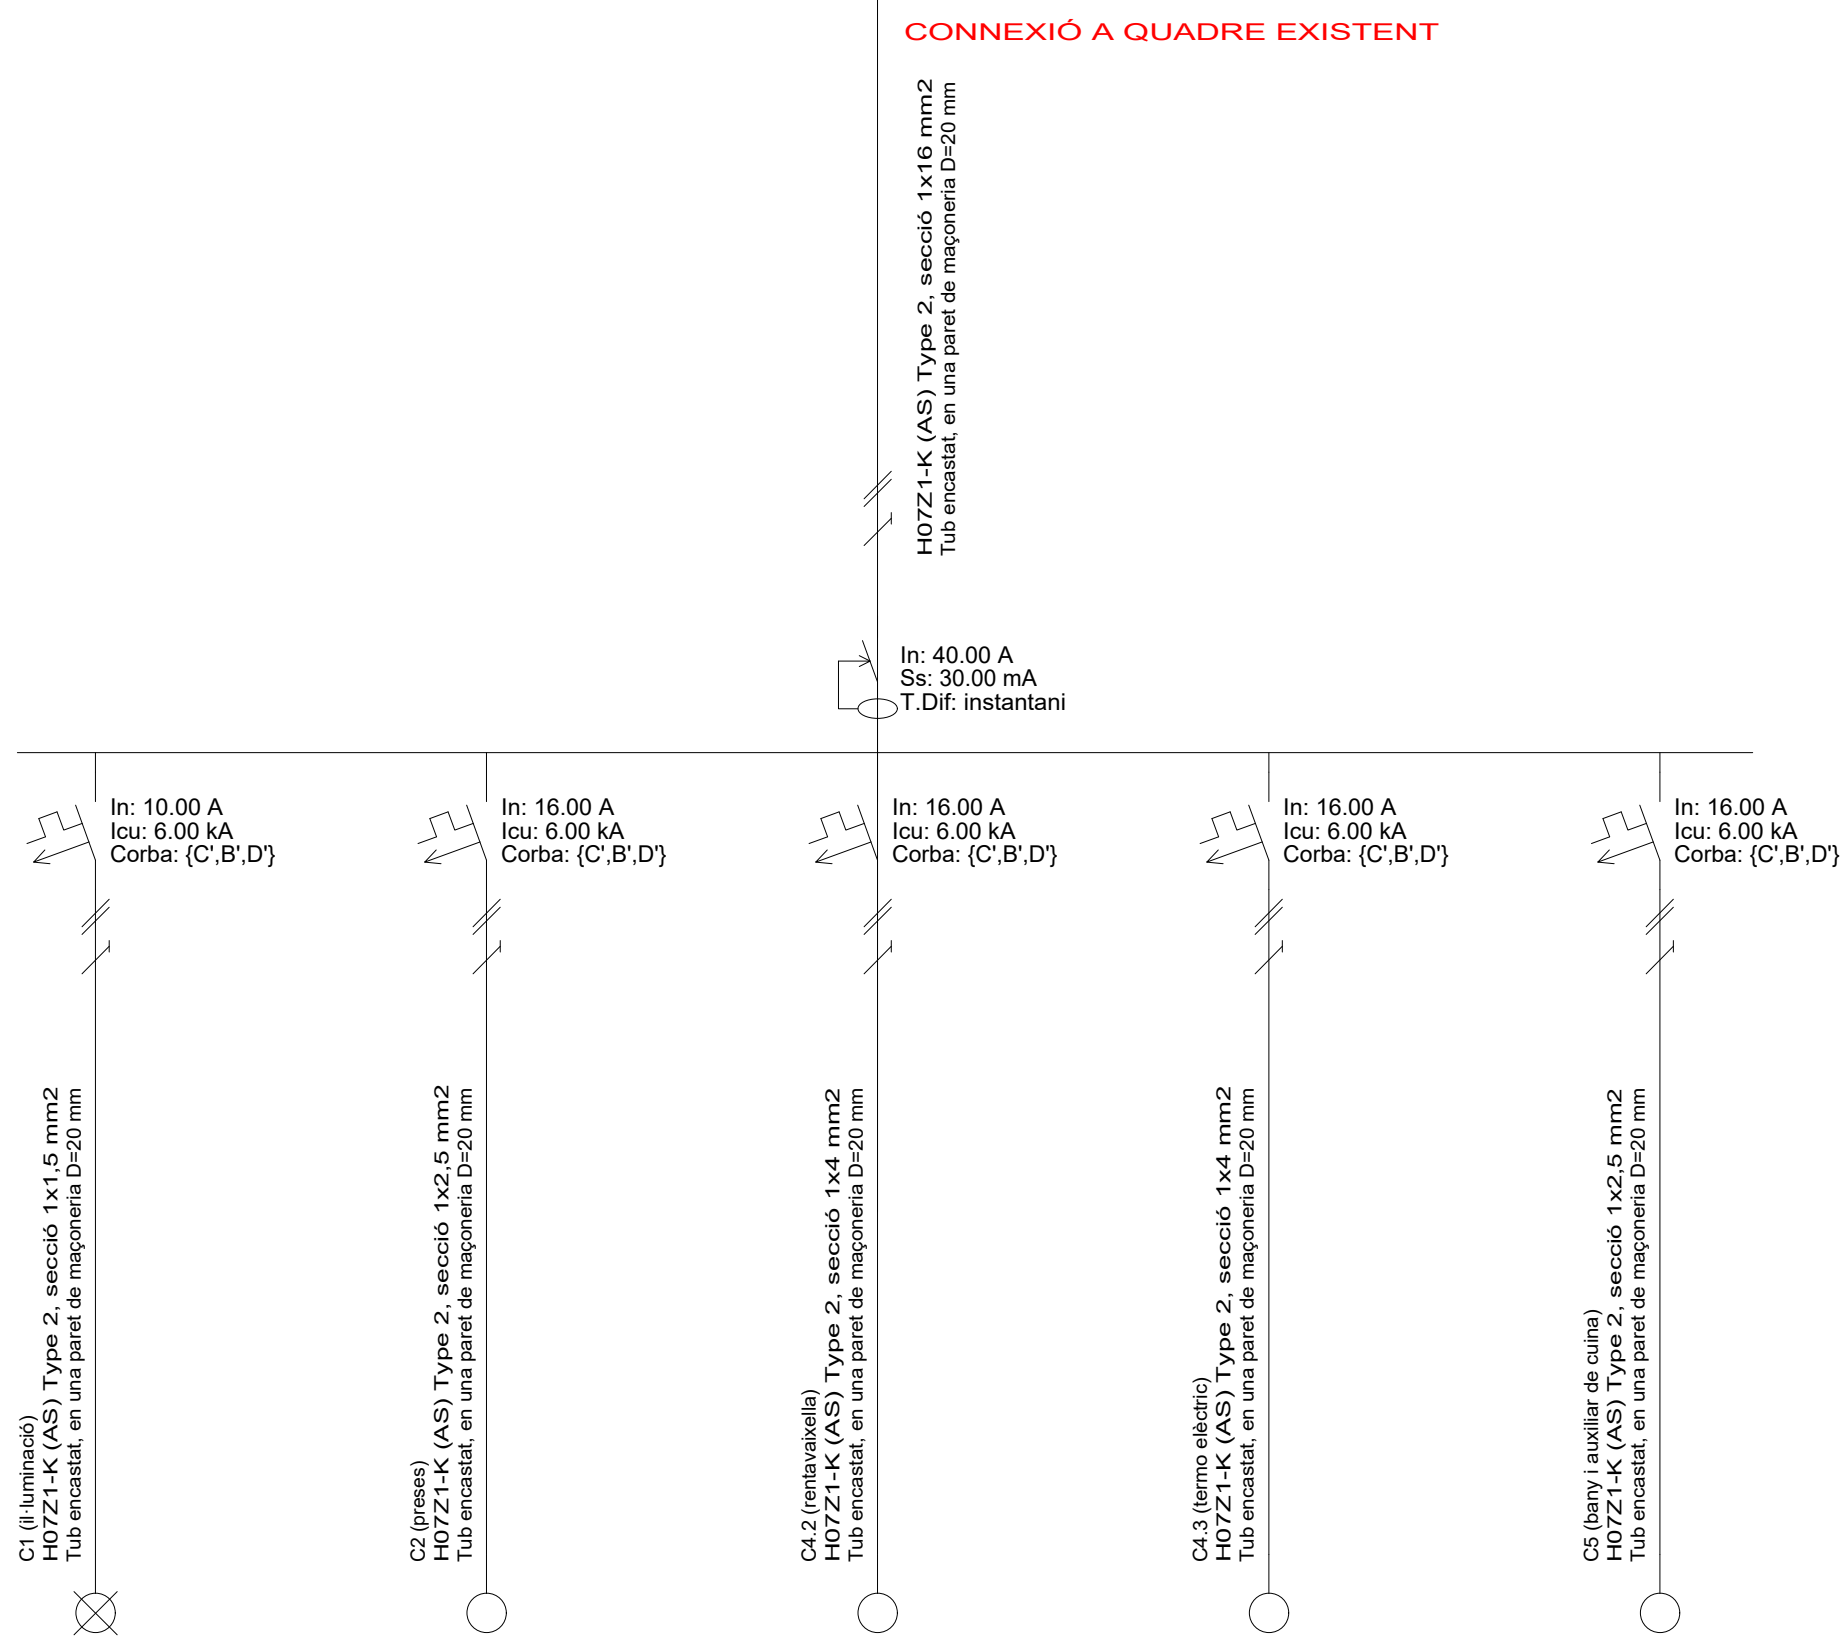 CONNEXIÓ A QUADRE EXISTENT
H07Z1-K (AS) Type 2, secció 1x16 mm2
Tub encastat, en una paret de maçoneria D=20 mm
In: 40.00 A
Ss: 30.00 mA
T.Dif: instantani
In: 10.00 A
Icu: 6.00 kA
Corba: {C',B',D'}
In: 16.00 A
Icu: 6.00 kA
Corba: {C',B',D'}
In: 16.00 A
Icu: 6.00 kA
Corba: {C',B',D'}
In: 16.00 A
Icu: 6.00 kA
Corba: {C',B',D'}
In: 16.00 A
Icu: 6.00 kA
Corba: {C',B',D'}
C1 (il·luminació)
H07Z1-K (AS) Type 2, secció 1x1,5 mm2
Tub encastat, en una paret de maçoneria D=20 mm
C2 (preses)
H07Z1-K (AS) Type 2, secció 1x2,5 mm2
Tub encastat, en una paret de maçoneria D=20 mm
C4.2 (rentavaixella)
H07Z1-K (AS) Type 2, secció 1x4 mm2
Tub encastat, en una paret de maçoneria D=20 mm
C4.3 (termo elèctric)
H07Z1-K (AS) Type 2, secció 1x4 mm2
Tub encastat, en una paret de maçoneria D=20 mm
C5 (bany i auxiliar de cuina)
H07Z1-K (AS) Type 2, secció 1x2,5 mm2
Tub encastat, en una paret de maçoneria D=20 mm